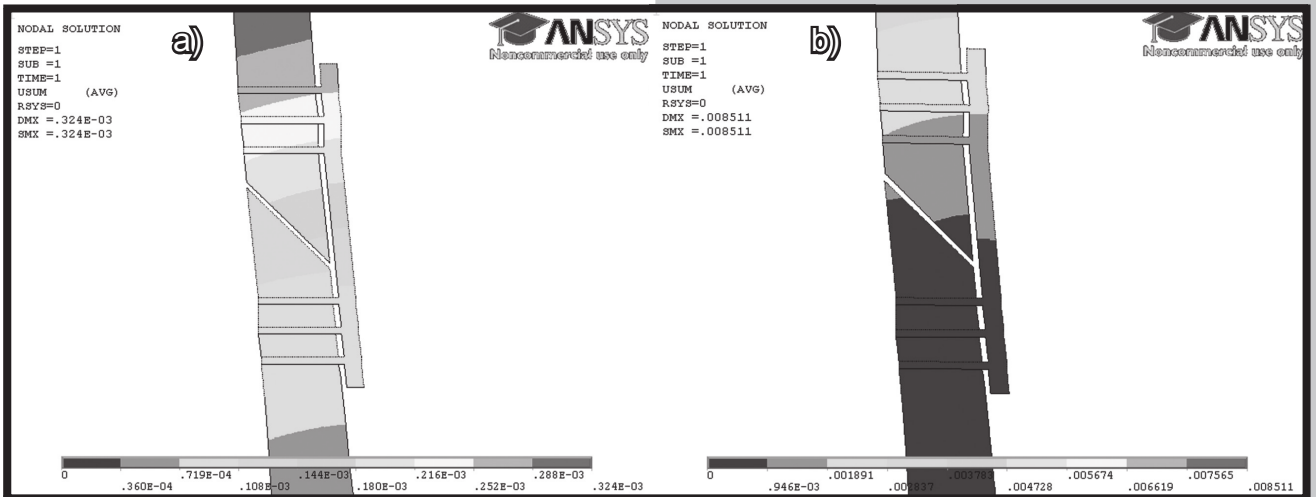 NODAL SOLUTION
STEP=1
SUB =1
TIME=1
USUM (AVG)
RSYS=0
DMX =.324E-03
SMX =.324E-03
a)
ANSYS
Noncommercial use only
0 .719E-04 .144E-03 .216E-03 .288E-03
.360E-04 .108E-03 .180E-03 .252E-03 .324E-03
NODAL SOLUTION
STEP=1
SUB =1
TIME=1
USUM (AVG)
RSYS=0
DMX =.008511
SMX =.008511
b)
ANSYS
Noncommercial use only
0 .001891 .003783 .005674 .007565
.946E-03 .002837 .004728 .006619 .008511